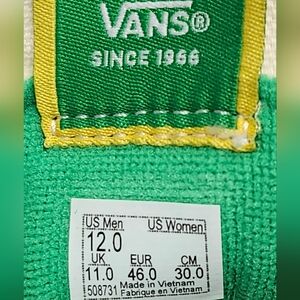 VANS®
SINCE 1966
US Men US Women
12.0
UK EUR CM
11.0 46.0 30.0
508731 Made in Vietnam
Fabriqué en Vietnam